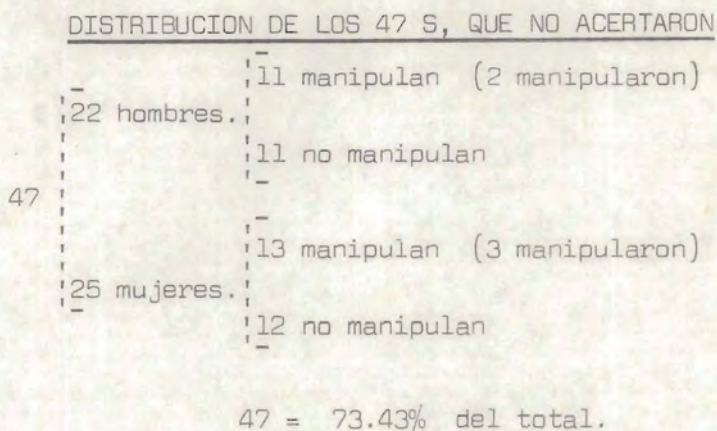 DISTRIBUCION DE LOS 47 S, QUE NO ACERTARON
11 manipulan (2 manipularon)
22 hombres.
11 no manipulan
47
13 manipulan (3 manipularon)
25 mujeres.
12 no manipulan
47 = 73.43% del total.